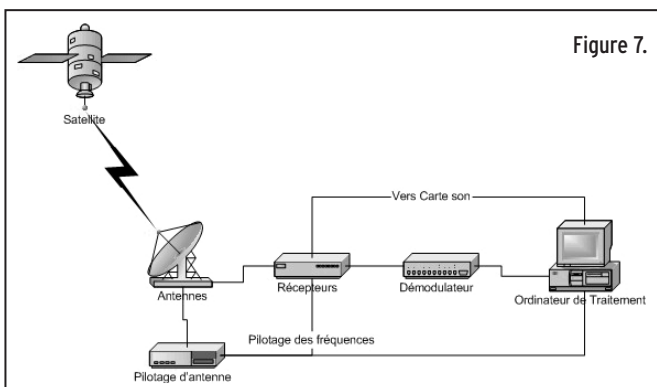 Figure 7.
Satellite
Vers Carte son
Antennes
Récepteurs
Démodulateur
Ordinateur de Traitement
Pilotage des fréquences
Pilotage d'antenne